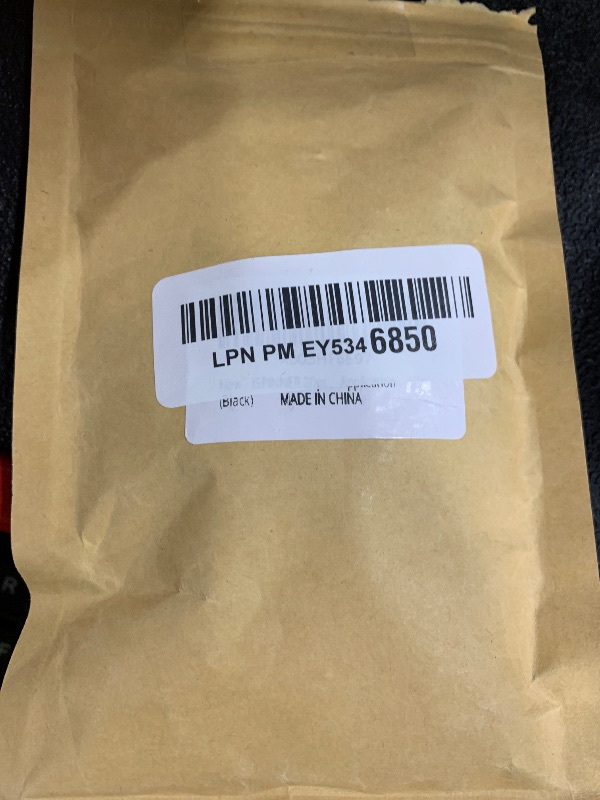 LPN PM EY5346850
(Black) MADE IN CHINA